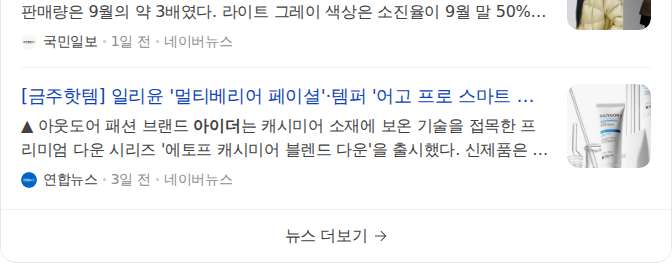 판매량은 9월의 약 3배였다. 라이트 그레이 색상은 소진율이 9월 말 50%...
국민일보 · 1일 전 · 네이버뉴스
[금주핫템] 일리윤 '멀티베리어 페이셜'·템퍼 '어고 프로 스마트 ...
▲ 아웃도어 패션 브랜드 아이더는 캐시미어 소재에 보온 기술을 접목한 프
리미엄 다운 시리즈 '에토프 캐시미어 블렌드 다운'을 출시했다. 신제품은 ...
연합뉴스 · 3일 전 · 네이버뉴스
뉴스 더보기 →